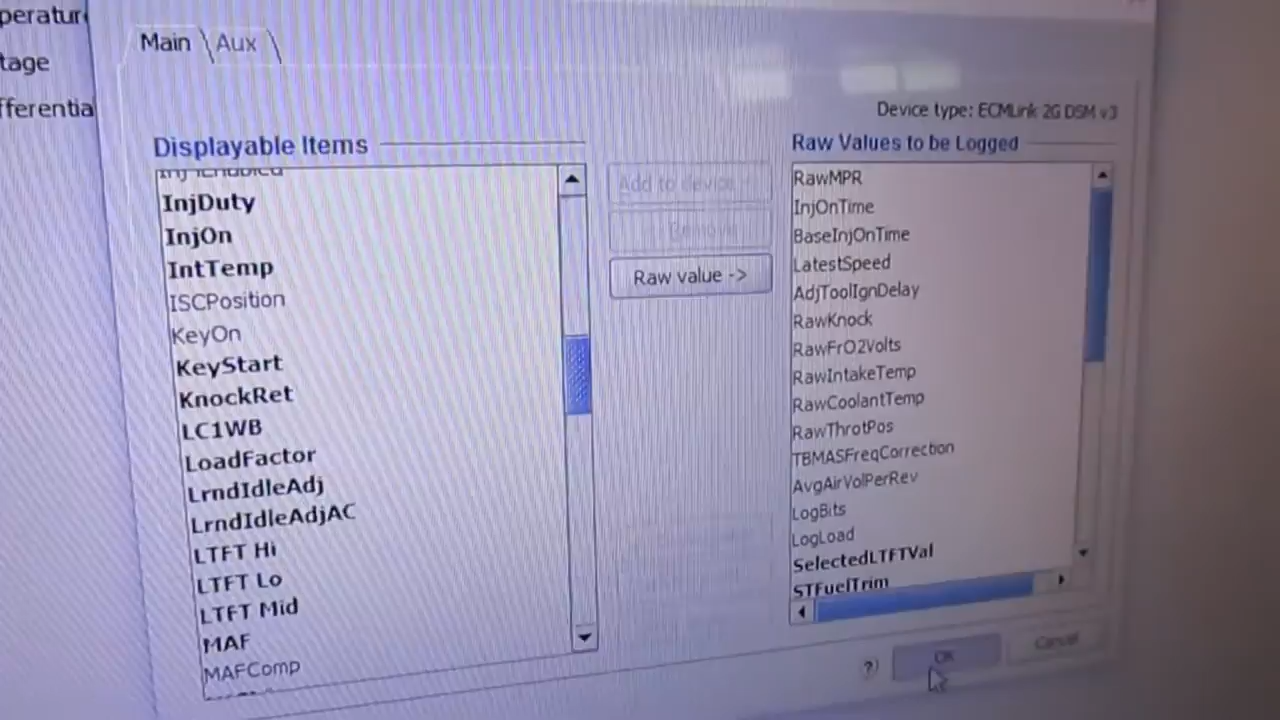 perature
tage
fferentia
Main
Aux
Device type: ECMLink 2G DSM v3
Displayable Items
InjDuty
InjOn
IntTemp
ISCPosition
KeyOn
KeyStart
KnockRet
LC1WB
LoadFactor
LrndIdleAdj
LrndIdleAdjAC
LTFT Hi
LTFT Lo
LTFT Mid
MAF
MAFComp
Add to device
Remove
Raw value ->
Raw Values to be Logged
RawMPR
InjOnTime
BaseInjOnTime
LatestSpeed
AdjToolIgnDelay
RawKnock
RawFrO2Volts
RawIntakeTemp
RawCoolantTemp
RawThrotPos
TBMASFreqCorrection
AvgAirVolPerRev
LogBits
LogLoad
SelectedLTFTVal
STFuelTrim
?
OK
Cancel